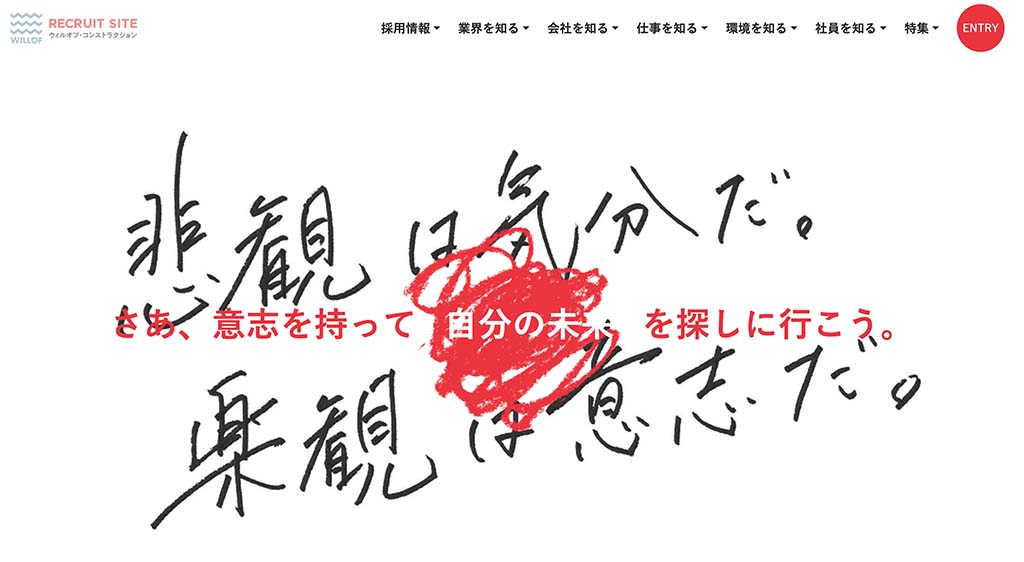 WILLOF
RECRUIT SITE
ウィルオブ・コンストラクション
採用情報 業界を知る 会社を知る 仕事を知る 環境を知る 社員を知る 特集 ENTRY
悲観は気分だ。
さあ、意志を持って 自分の未来 を探しに行こう。
楽観は意志だ。